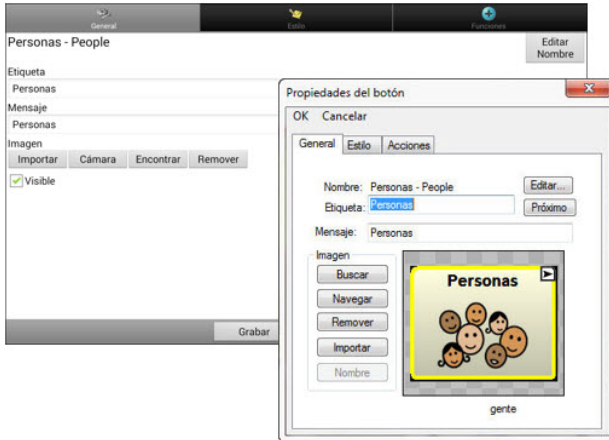 General
Estilo
Funciones
Personas - People
Editar
Nombre
Etiqueta
Personas
Mensaje
Personas
Imagen
Importar Cámara Encontrar Remover
Visible
Grabar
Propiedades del botón
OK Cancelar
General Estilo Acciones
Nombre: Personas - People Editar...
Etiqueta: Personas Próximo
Mensaje: Personas
Imagen
Buscar
Navegar
Remover
Importar
Nombre
Personas
gente